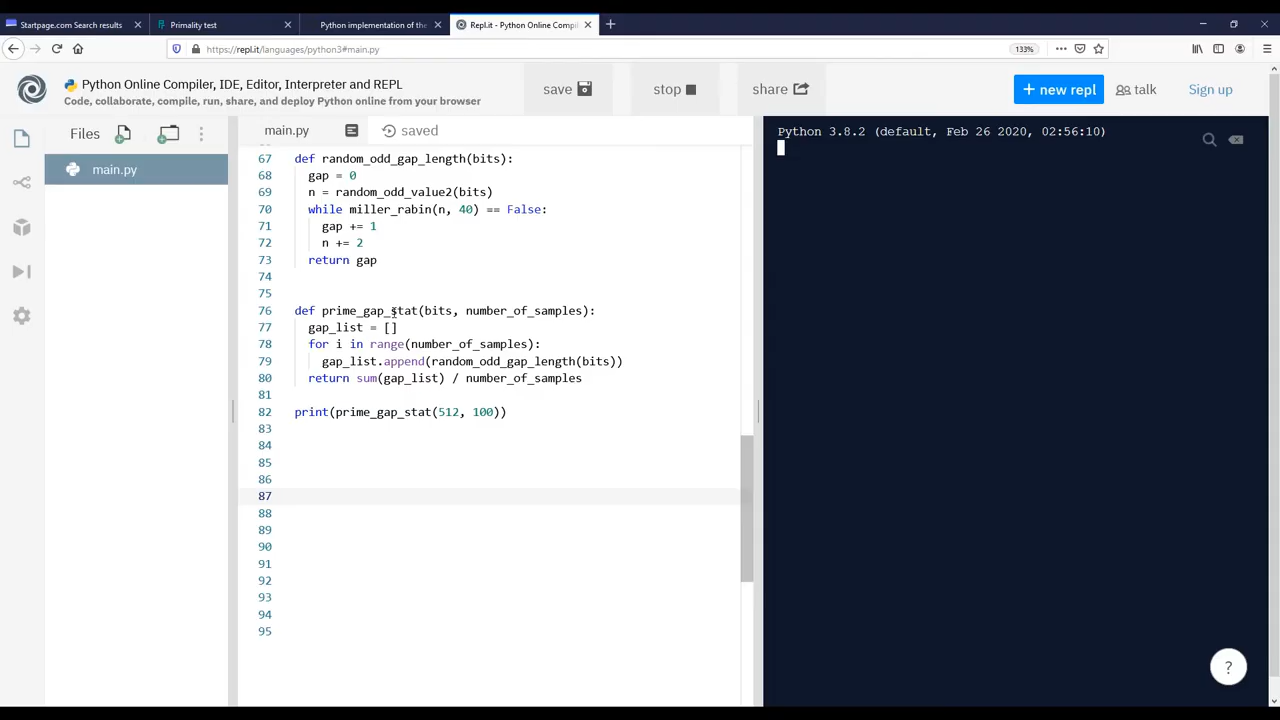 Startpage.com Search results
Primality test
Python implementation of the
Repl.it - Python Online Compil
https://repl.it/languages/python3#main.py
133%
Python Online Compiler, IDE, Editor, Interpreter and REPL
Code, collaborate, compile, run, share, and deploy Python online from your browser
save
stop
share
+ new repl
talk
Sign up
Files
main.py
main.py
saved
67 def random_odd_gap_length(bits):
68 gap = 0
69 n = random_odd_value2(bits)
70 while miller_rabin(n, 40) == False:
71 gap += 1
72 n += 2
73 return gap
74
75
76 def prime_gap_stat(bits, number_of_samples):
77 gap_list = []
78 for i in range(number_of_samples):
79 gap_list.append(random_odd_gap_length(bits))
80 return sum(gap_list) / number_of_samples
81
82 print(prime_gap_stat(512, 100))
83
84
85
86
87
88
89
90
91
92
93
94
95
Python 3.8.2 (default, Feb 26 2020, 02:56:10)
?